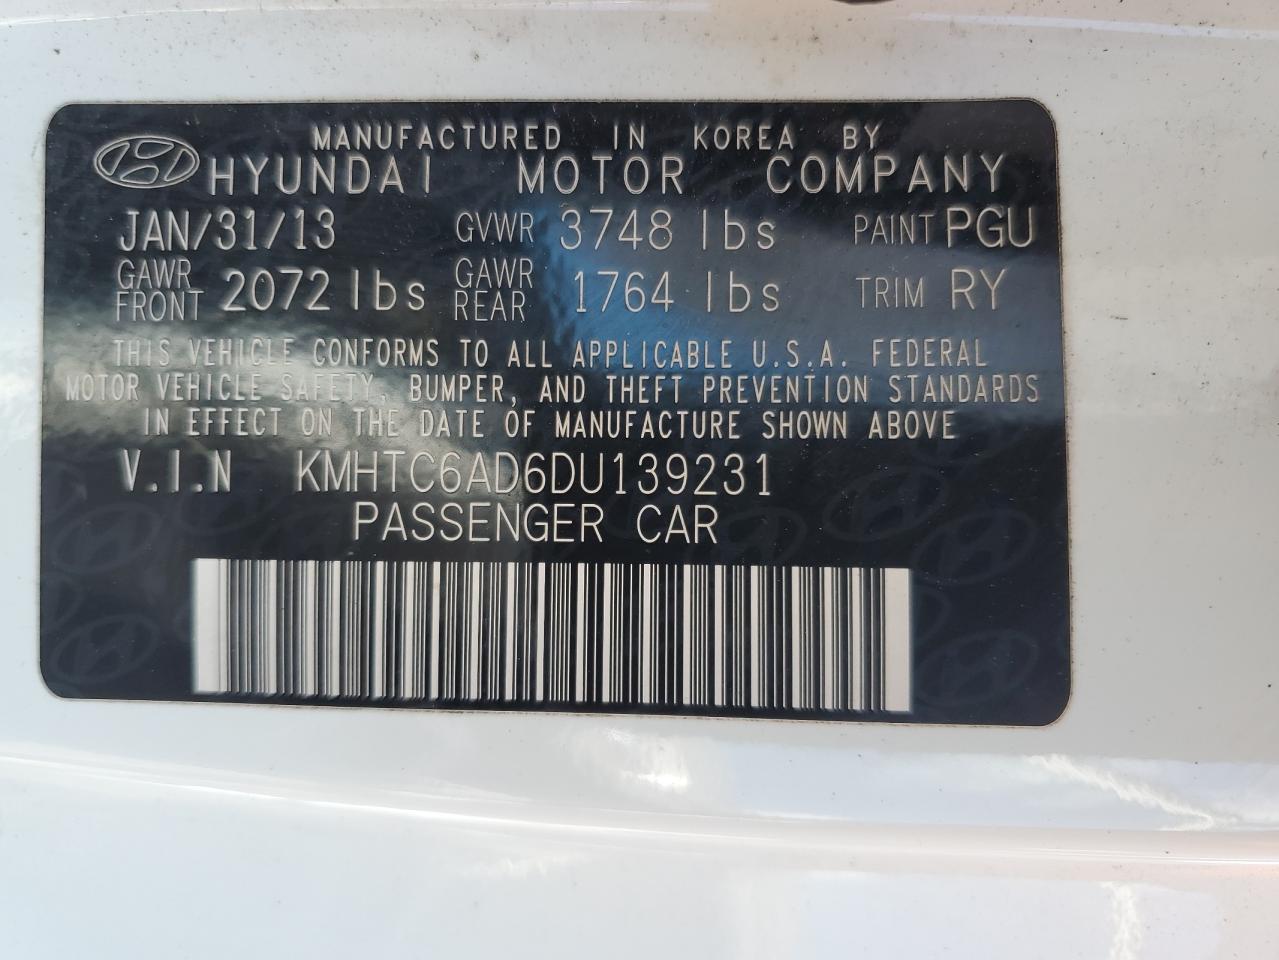 MANUFACTURED IN KOREA BY
HYUNDAI MOTOR COMPANY
JAN/31/13 GVWR 3748 lbs PAINT PGU
GAWR FRONT 2072 lbs GAWR REAR 1764 lbs TRIM RY
THIS VEHICLE CONFORMS TO ALL APPLICABLE U.S.A. FEDERAL
MOTOR VEHICLE SAFETY, BUMPER, AND THEFT PREVENTION STANDARDS
IN EFFECT ON THE DATE OF MANUFACTURE SHOWN ABOVE
V.I.N KMHTC6AD6DU139231
PASSENGER CAR